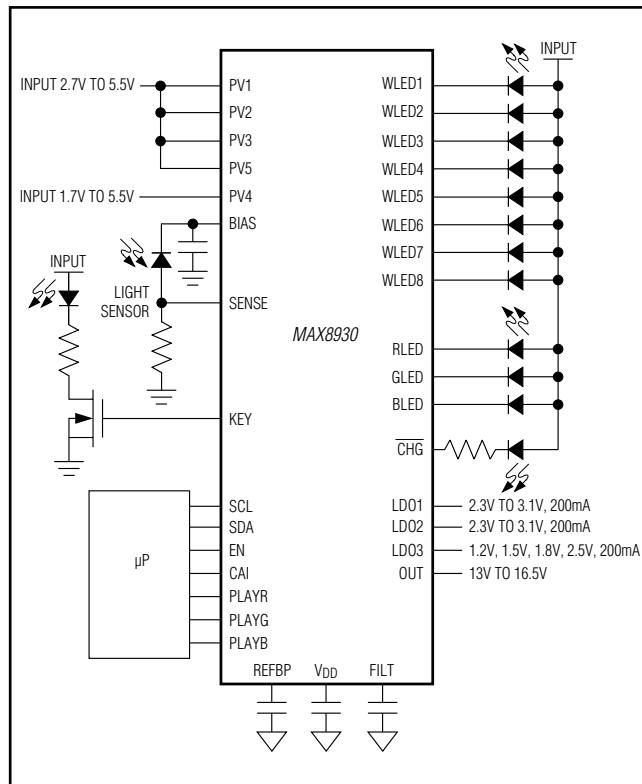 INPUT
INPUT 2.7V TO 5.5V
PV1
WLED1
PV2
WLED2
PV3
WLED3
PV5
WLED4
INPUT 1.7V TO 5.5V
PV4
WLED5
BIAS
WLED6
WLED7
INPUT
WLED8
LIGHT
SENSOR
SENSE
MAX8930
RLED
GLED
BLED
KEY
CHG
SCL
LDO1
2.3V TO 3.1V, 200mA
SDA
LDO2
2.3V TO 3.1V, 200mA
µP
EN
LDO3
1.2V, 1.5V, 1.8V, 2.5V, 200mA
CAI
OUT
13V TO 16.5V
PLAYR
PLAYG
PLAYB
REFBP
VDD
FILT